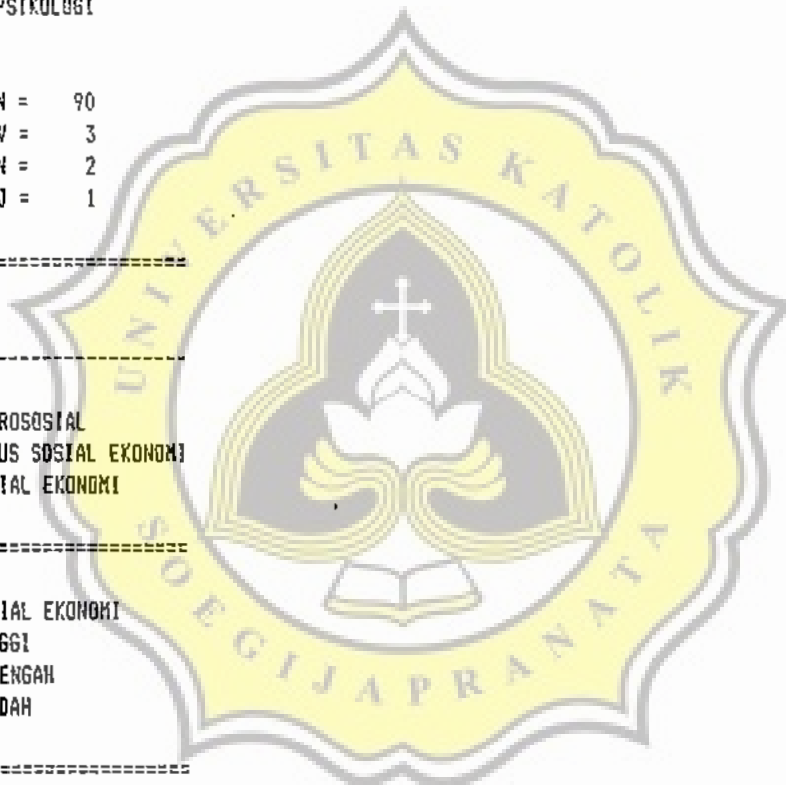 PSIKOLOGI
N = 90
V = 3
N = 2
J = 1
===================
-------------------
ROSOSIAL
US SOSIAL EKONOMI
IAL EKONOMI
===================
IAL EKONOMI
GGI
ENGAH
DAH
===================
UNIVERSITAS KATOLIK
SOEGIJAPRANATA